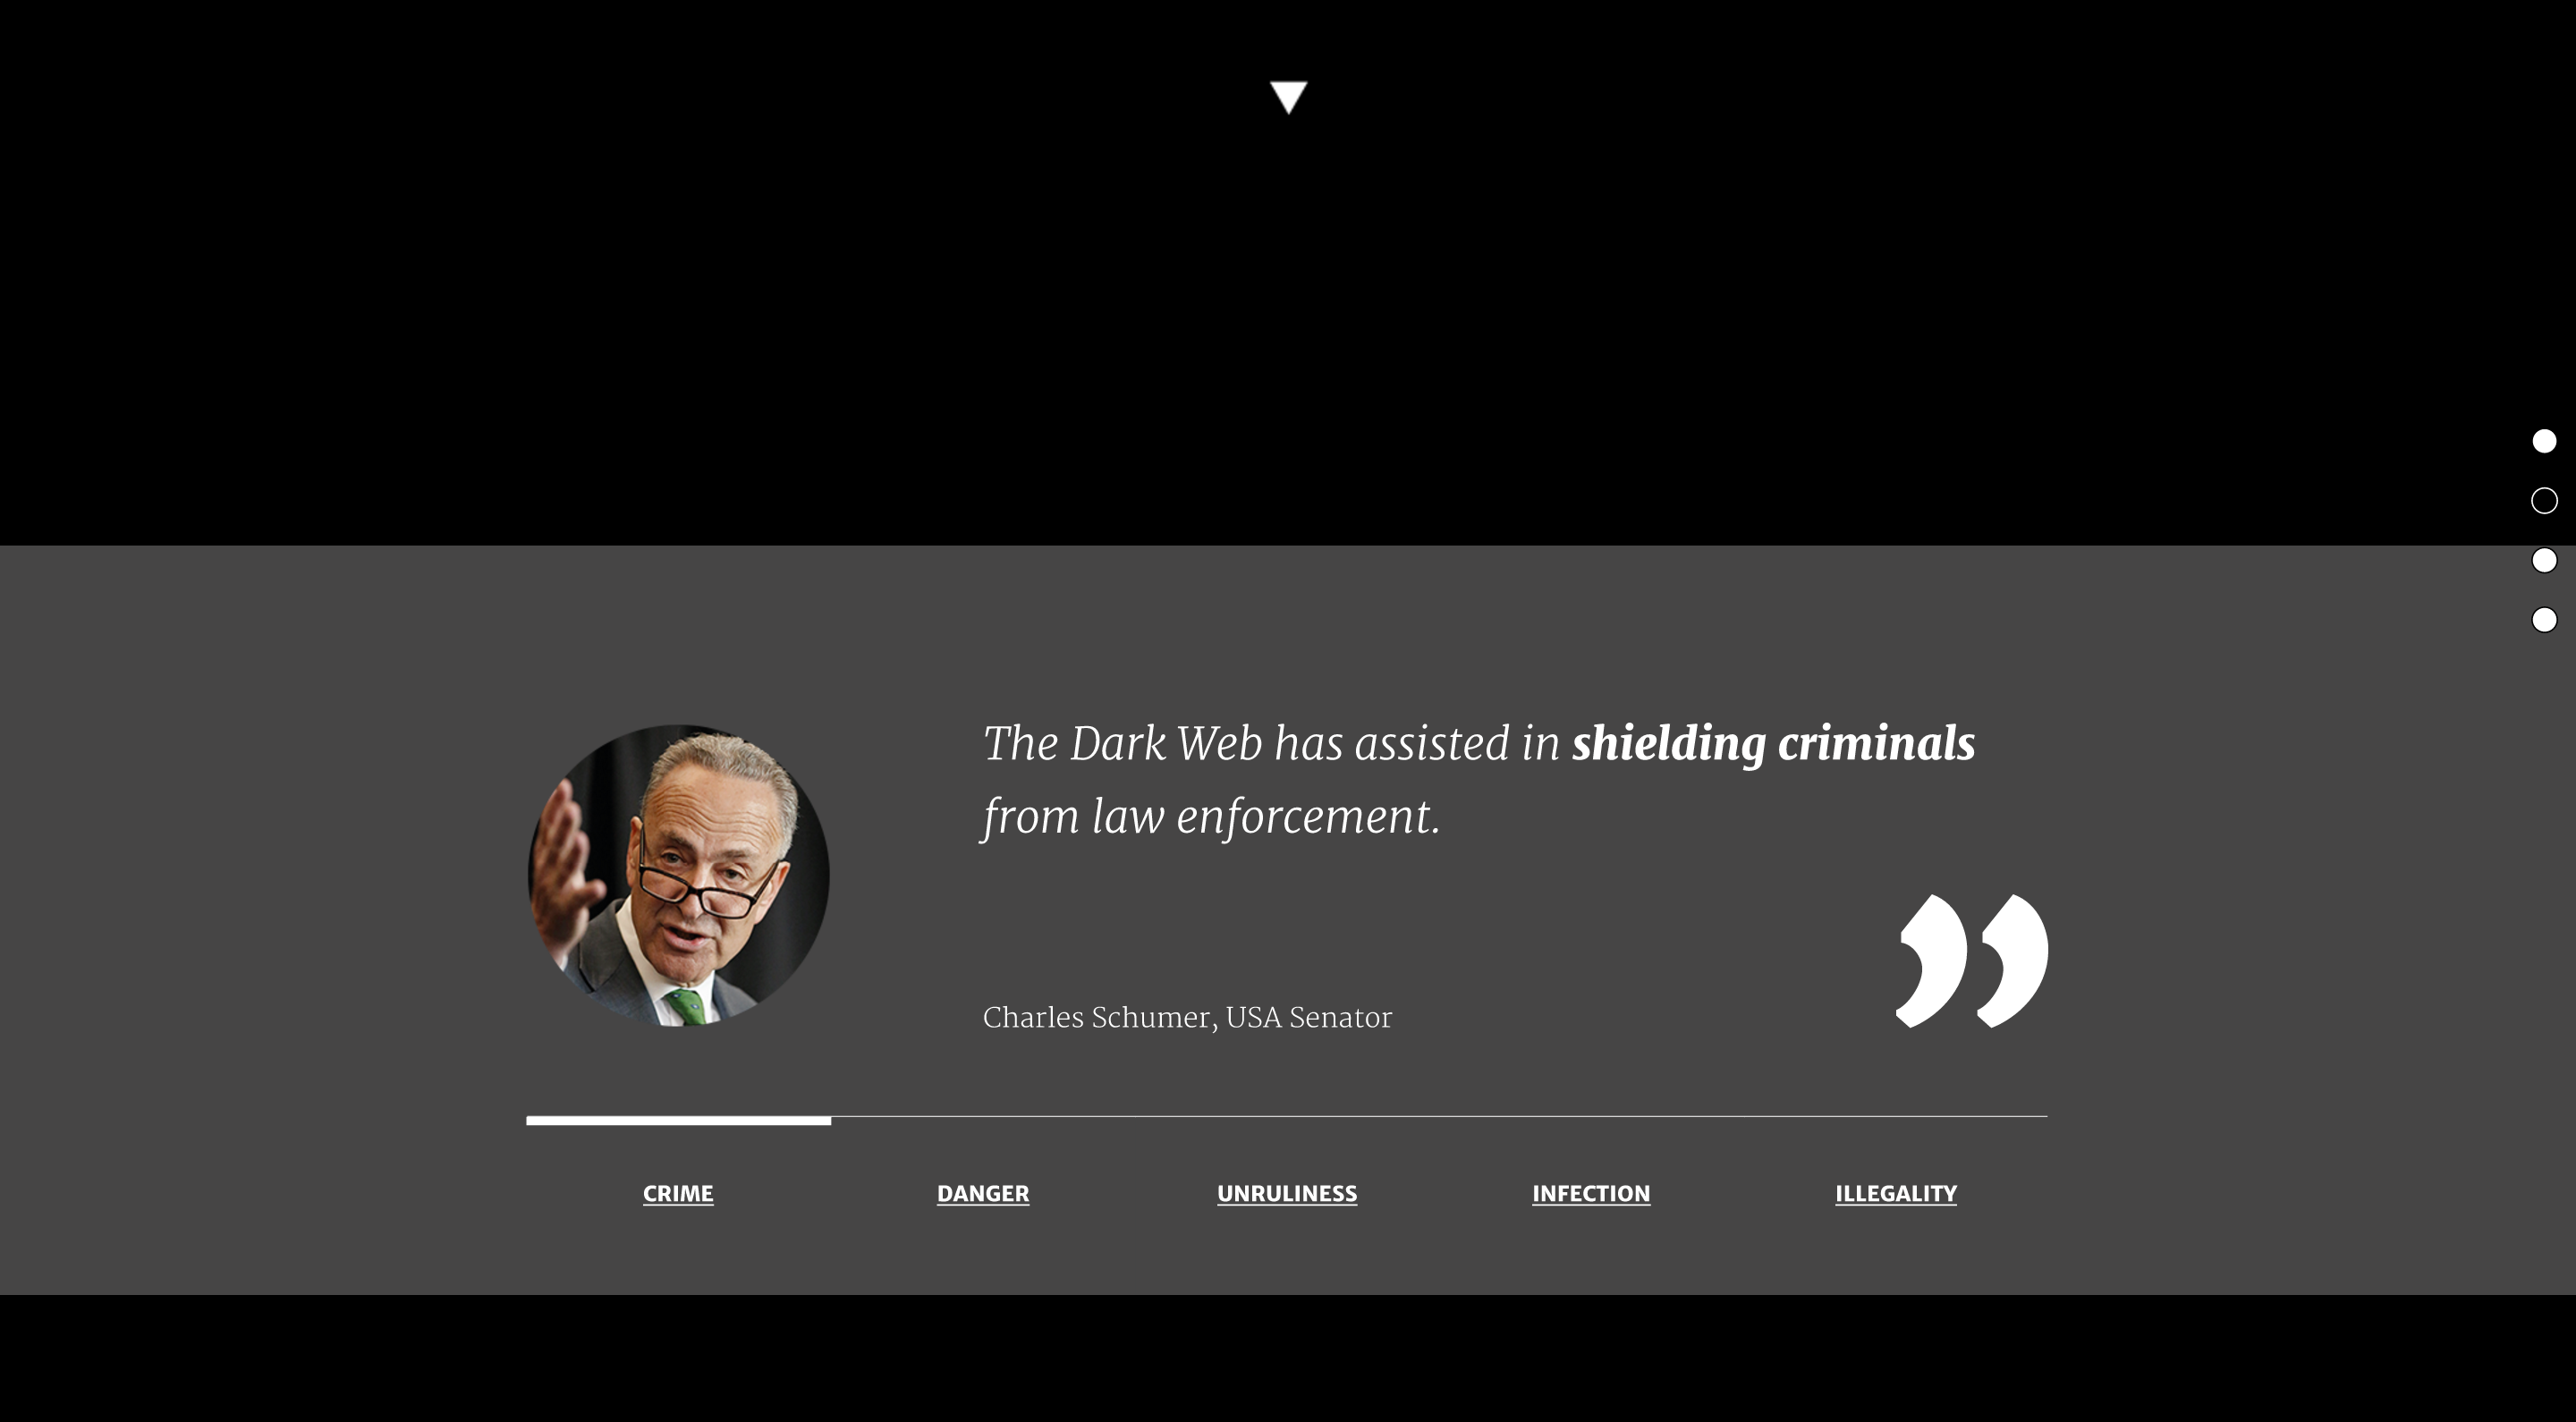 The Dark Web has assisted in shielding criminals
from law enforcement.
Charles Schumer, USA Senator
CRIME
DANGER
UNRULINESS
INFECTION
ILLEGALITY